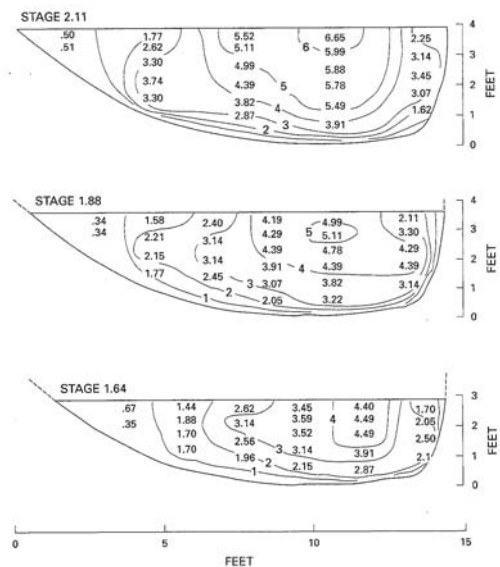 STAGE 2.11
4
.50 1.77 5.52 6.65 2.25
.51 2.62 5.11 6 5.99 3.14
3.30 4.99 5.88 3
3.74 4.39 5 5.78 3.45
3.30 3.82 4 5.49 3.07 2
2.87 2 3 3.91 1.62 1
0
FEET
STAGE 1.88
4
.34 1.58 2.40 4.19 4.99 2.11
.34 2.21 3.14 4.29 5 5.11 3.30 3
2.15 3.14 4.39 4.78 4.29
1.77 2.45 3.91 4 4.39 4.39 2
1 2 3 3.07 3.82 3.14 1
2.05 3.22
0
FEET
STAGE 1.64
3
.67 1.44 2.62 3.45 4.40 1.70
.35 1.88 3.14 3.59 4 4.49 2.05 2
1.70 2.56 3.52 4.49 2.50
1.70 1.96 3 3.14 3.91 2.1 1
1 2 2.15 2.87
0
FEET
0 5 10 15
FEET